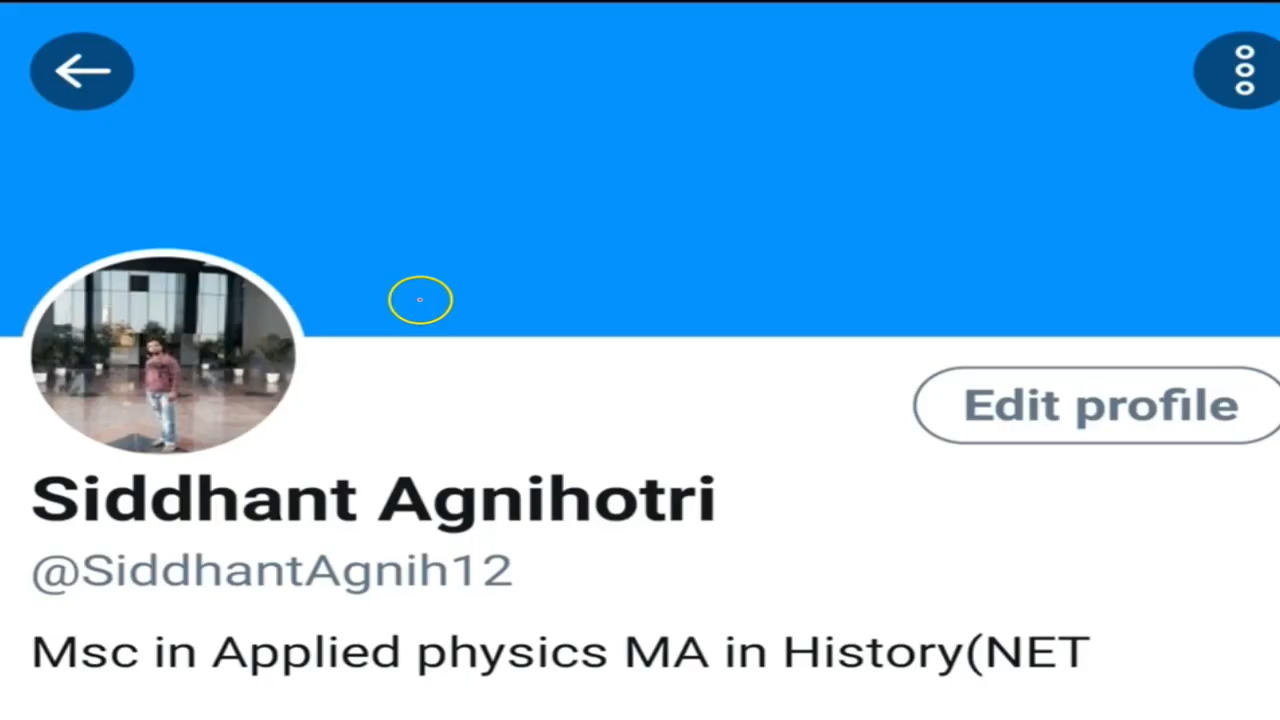 Edit profile
Siddhant Agnihotri
@SiddhantAgnih12
Msc in Applied physics MA in History(NET